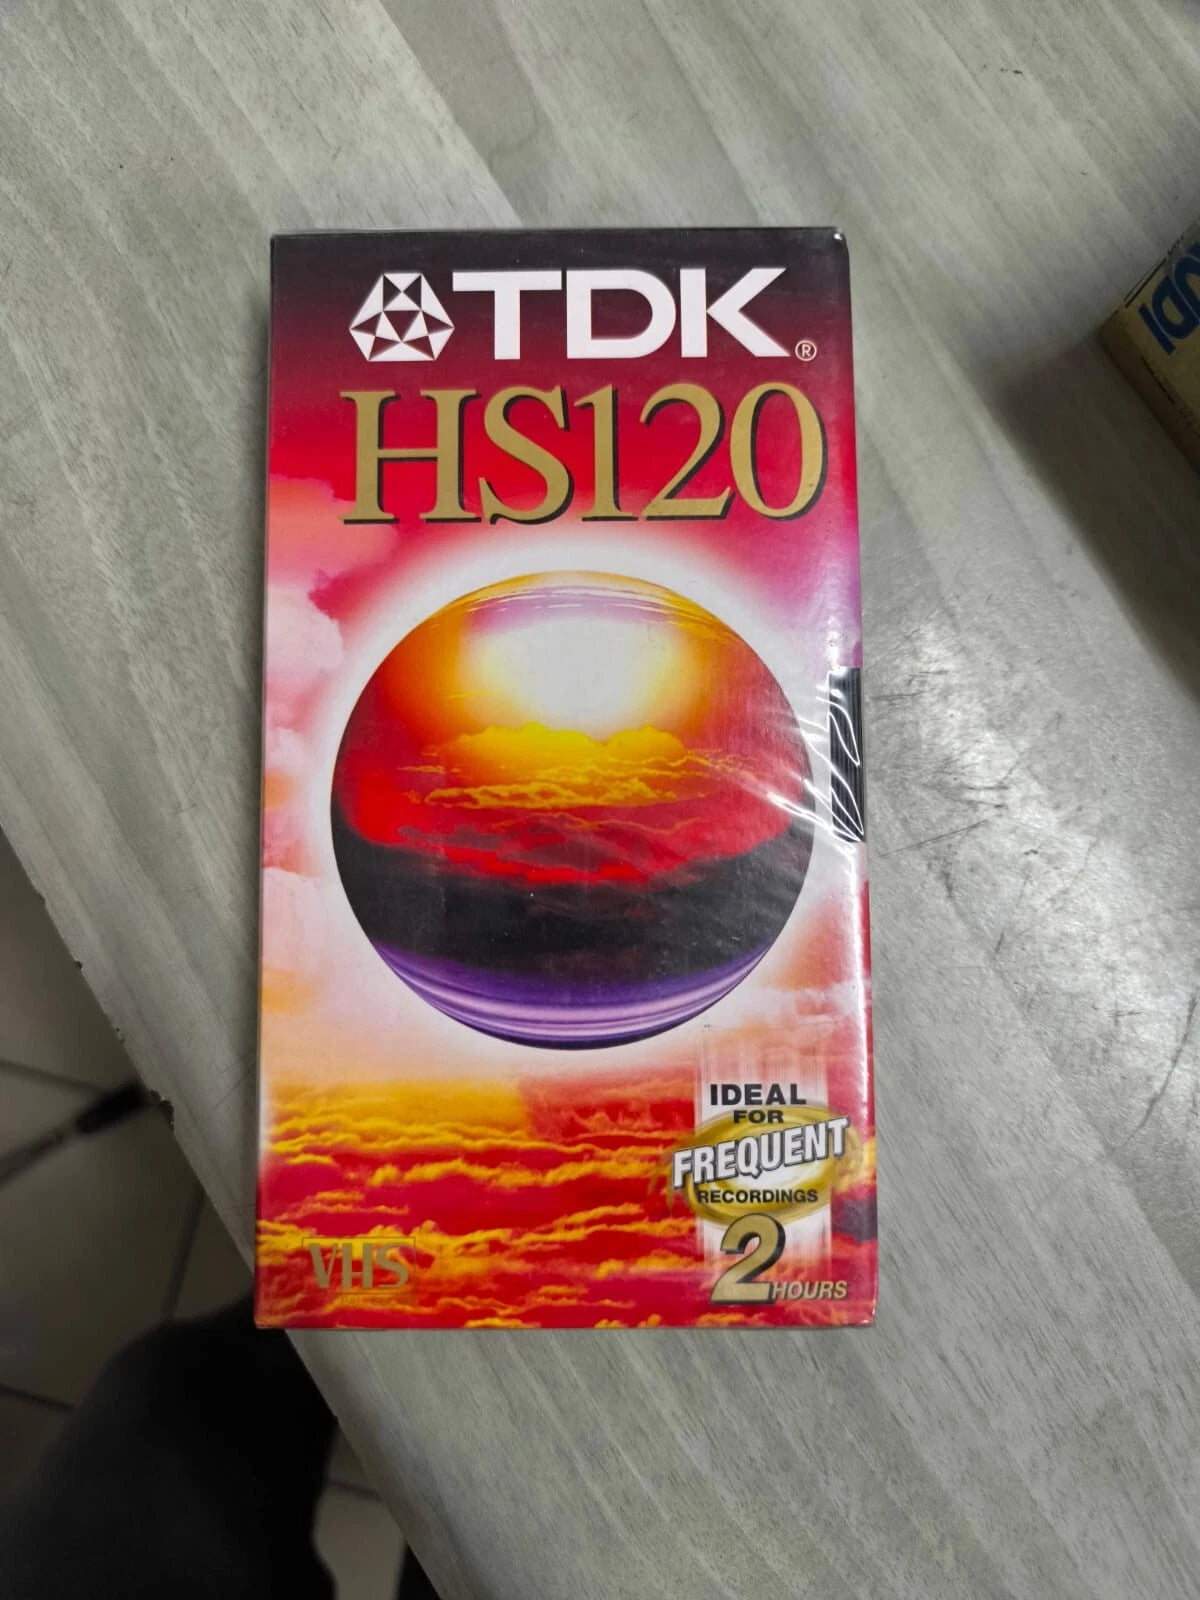 TDK®
HS120
IDEAL
FOR
FREQUENT
RECORDINGS
2
HOURS
VHS